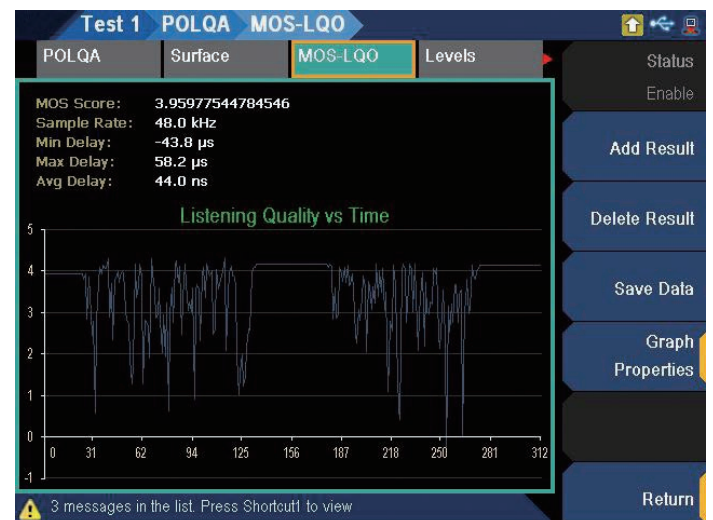 Test 1 POLQA MOS-LQO
POLQA Surface MOS-LQO Levels
MOS Score: 3.95977544784546
Sample Rate: 48.0 kHz
Min Delay: -43.8 µs
Max Delay: 58.2 µs
Avg Delay: 44.0 ns
Listening Quality vs Time
5
4
3
2
1
0
-1
0 31 62 94 125 156 187 218 250 281 312
3 messages in the list. Press Shortcut1 to view
Status
Enable
Add Result
Delete Result
Save Data
Graph
Properties
Return